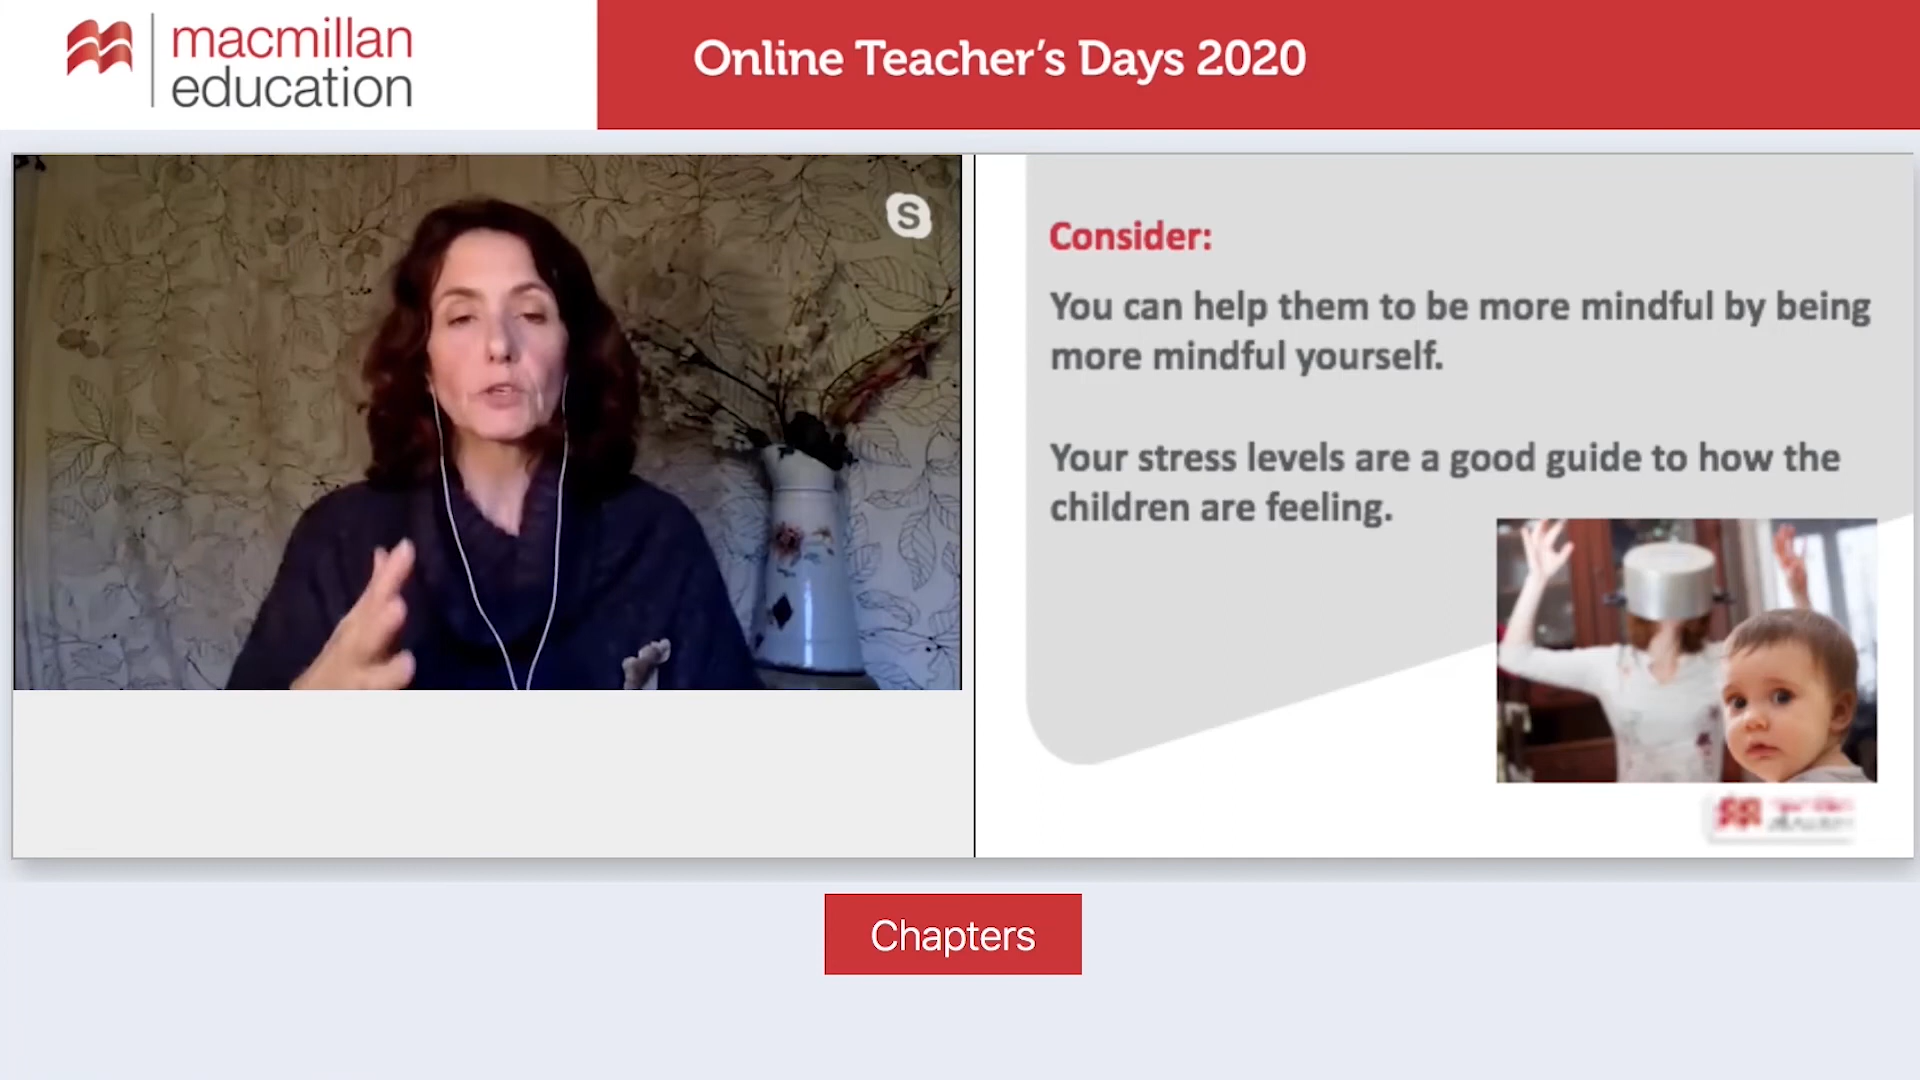 macmillan
education
Online Teacher's Days 2020
S
Consider:
You can help them to be more mindful by being
more mindful yourself.
Your stress levels are a good guide to how the
children are feeling.
Chapters